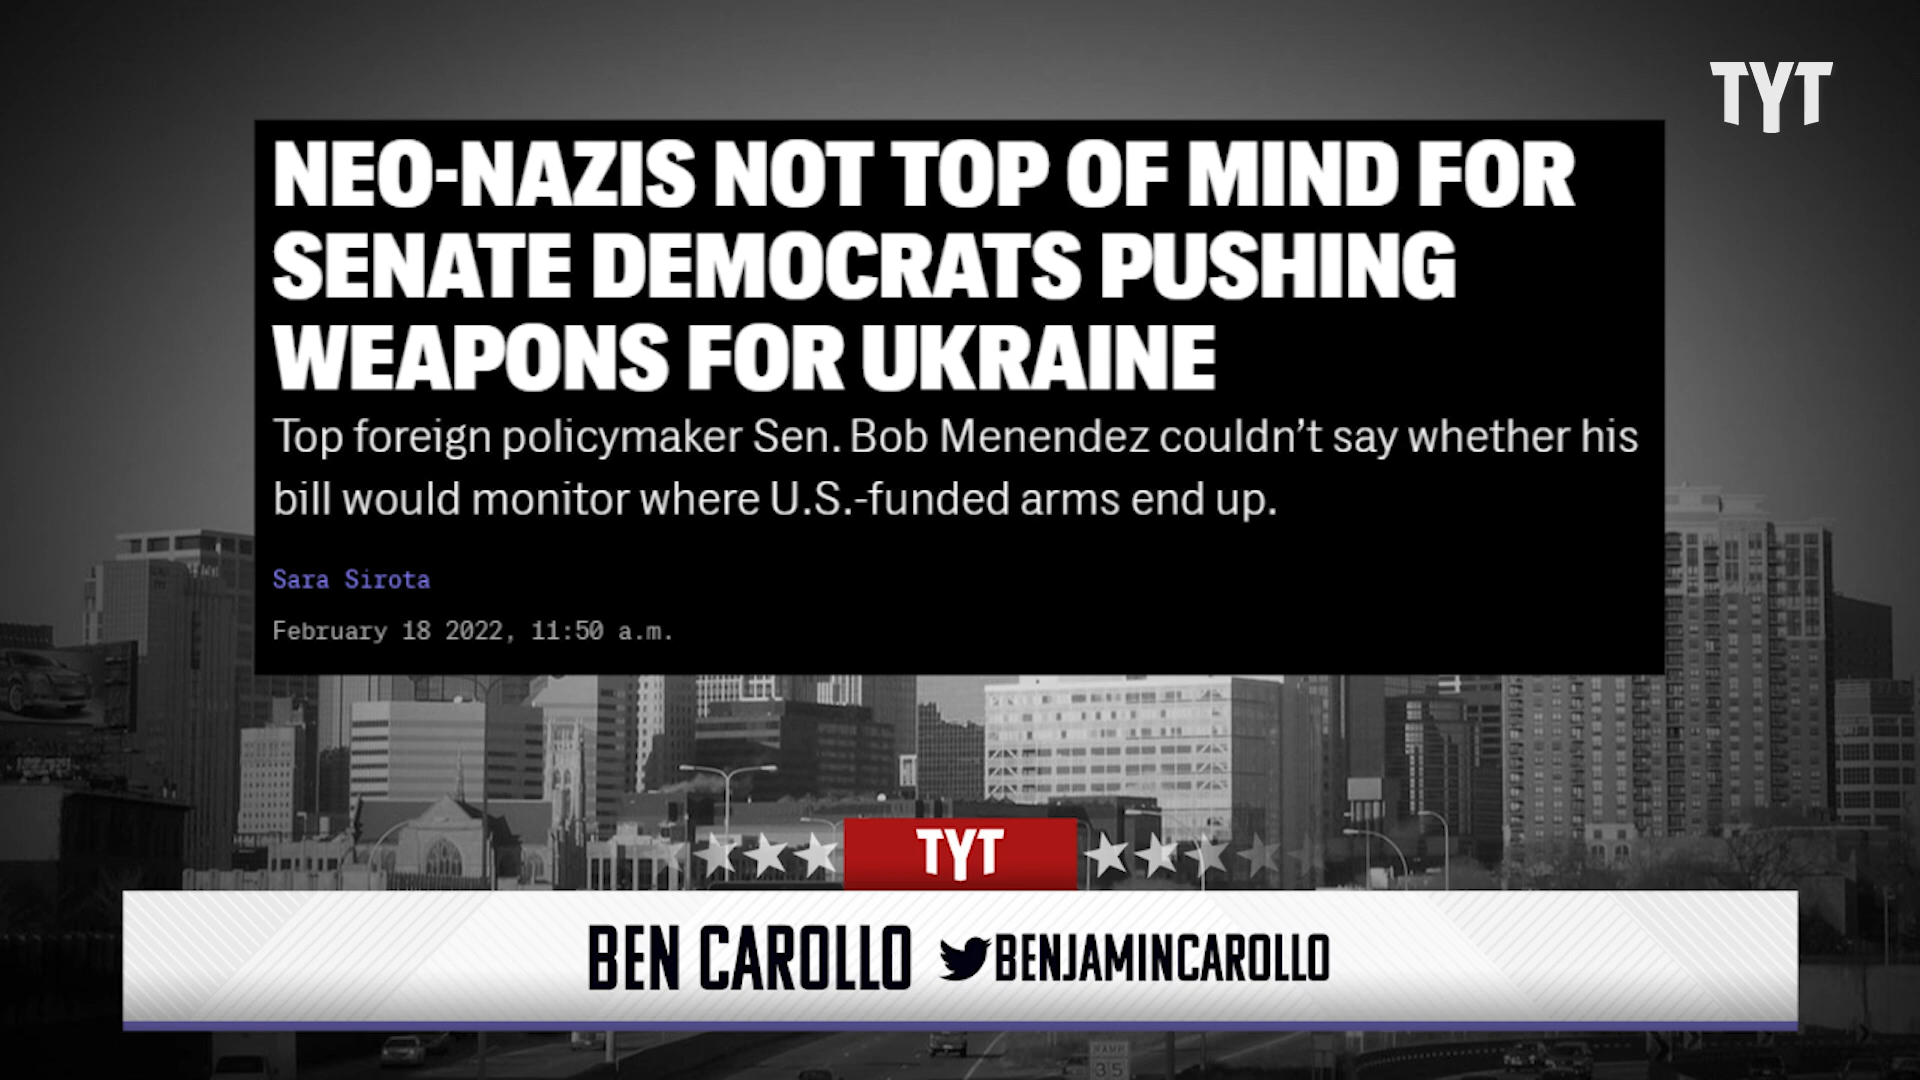 TYT
NEO-NAZIS NOT TOP OF MIND FOR
SENATE DEMOCRATS PUSHING
WEAPONS FOR UKRAINE
Top foreign policymaker Sen. Bob Menendez couldn’t say whether his
bill would monitor where U.S.-funded arms end up.
Sara Sirota
February 18 2022, 11:50 a.m.
TYT
BEN CAROLLO BENJAMINCAROLLO
RAMP
35